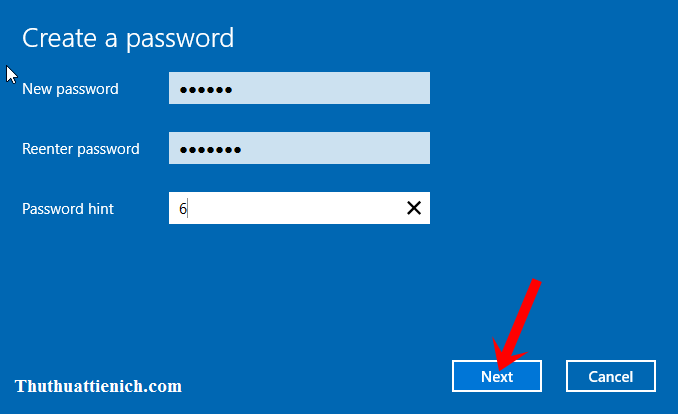 Create a password
New password ●●●●●●
Reenter password ●●●●●●●
Password hint 6
Next Cancel
Thuthuattienich.com